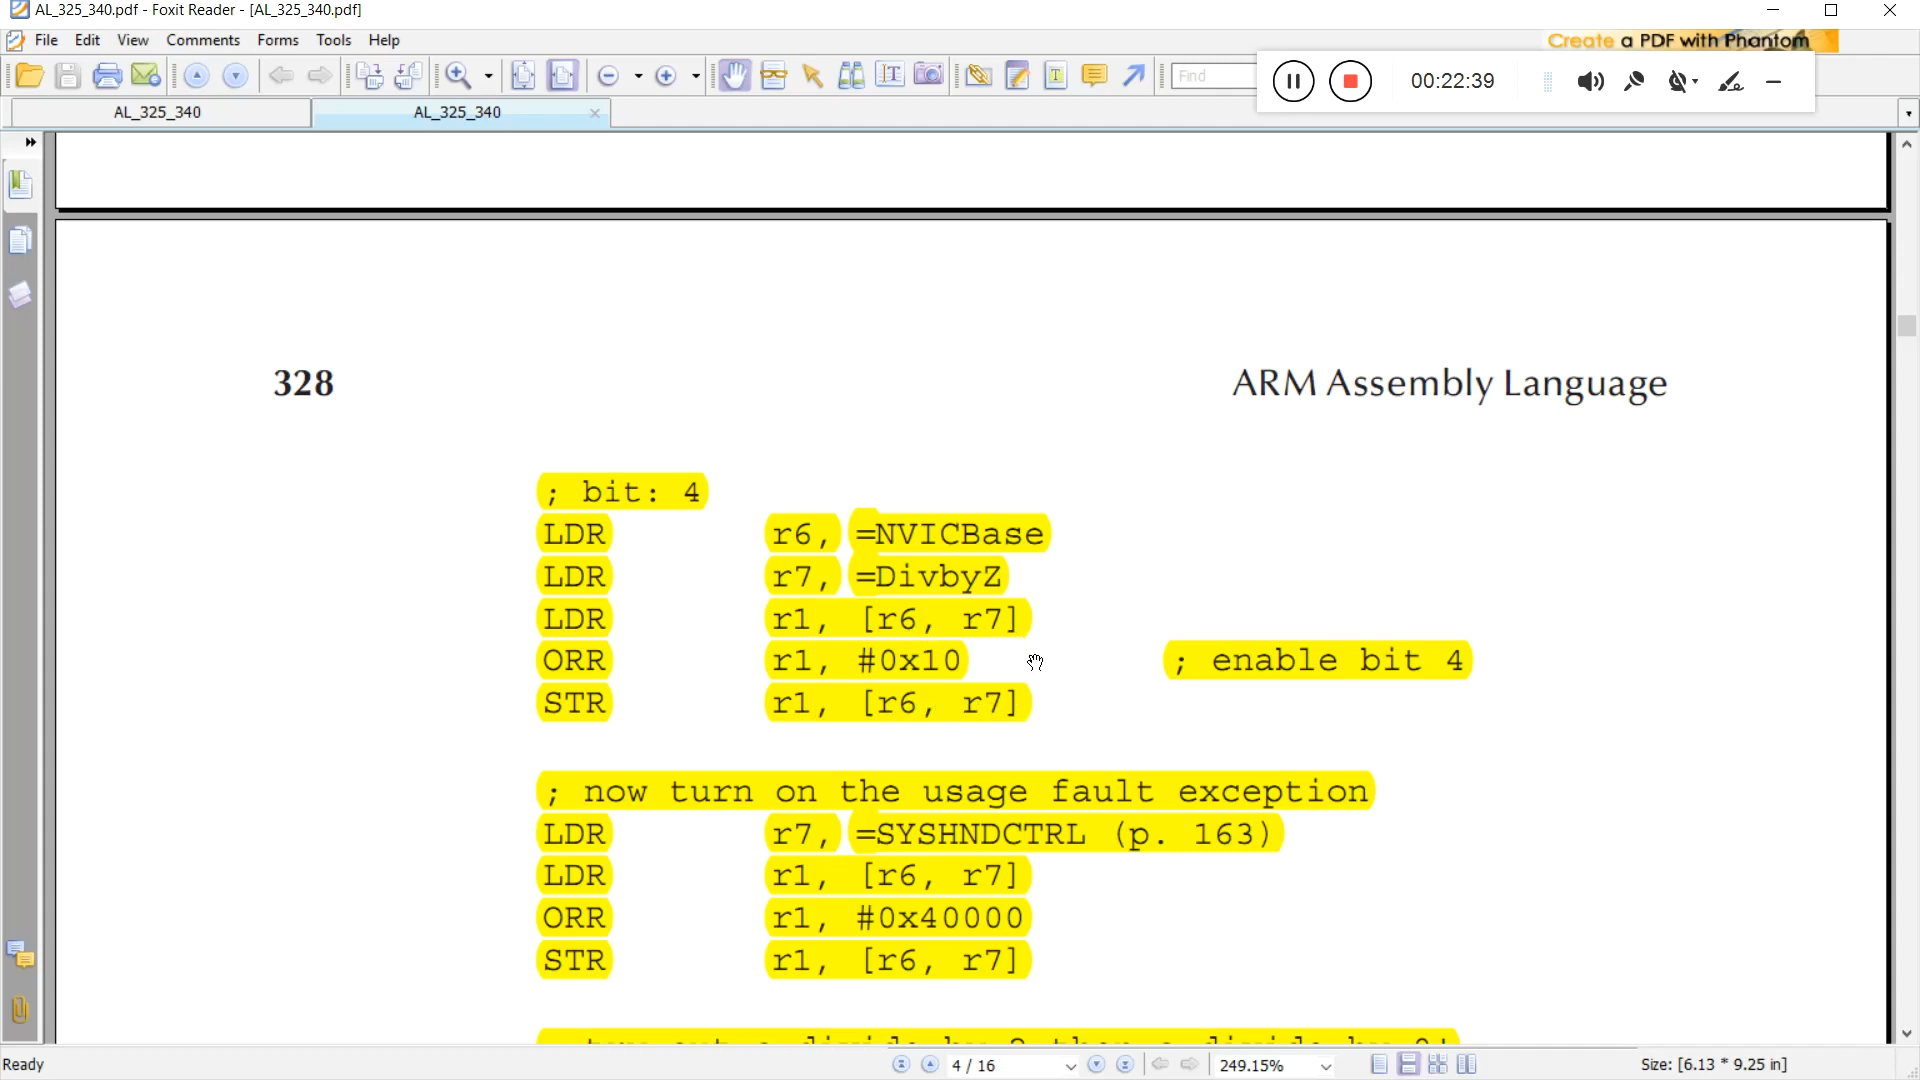 AL_325_340.pdf - Foxit Reader - [AL_325_340.pdf]
File Edit View Comments Forms Tools Help
Create a PDF with Phantom
Find
00:22:39
AL_325_340 AL_325_340
328 ARM Assembly Language
; bit: 4
LDR r6, =NVICBase
LDR r7, =DivbyZ
LDR r1, [r6, r7]
ORR r1, #0x10 ; enable bit 4
STR r1, [r6, r7]
; now turn on the usage fault exception
LDR r7, =SYSHNDCTRL (p. 163)
LDR r1, [r6, r7]
ORR r1, #0x40000
STR r1, [r6, r7]
Ready 4 / 16 249.15% Size: [6.13 * 9.25 in]